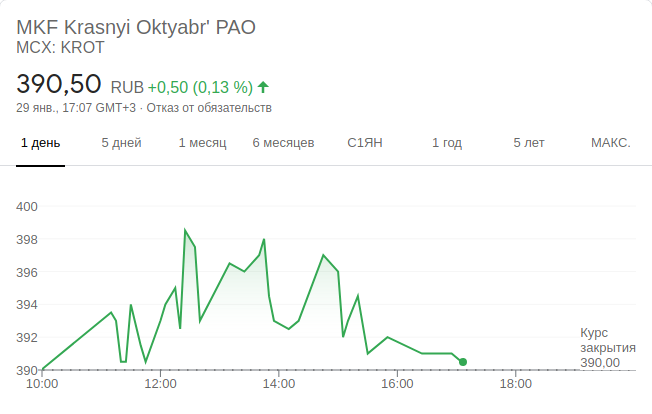 MKF Krasnyi Oktyabr' PAO
MCX: KROT
390,50 RUB +0,50 (0,13 %)
29 янв., 17:07 GMT+3 · Отказ от обязательств
1 день 5 дней 1 месяц 6 месяцев С1ЯН 1 год 5 лет МАКС.
400
398
396
394
392
390
Курс
закрытия
390,00
10:00 12:00 14:00 16:00 18:00